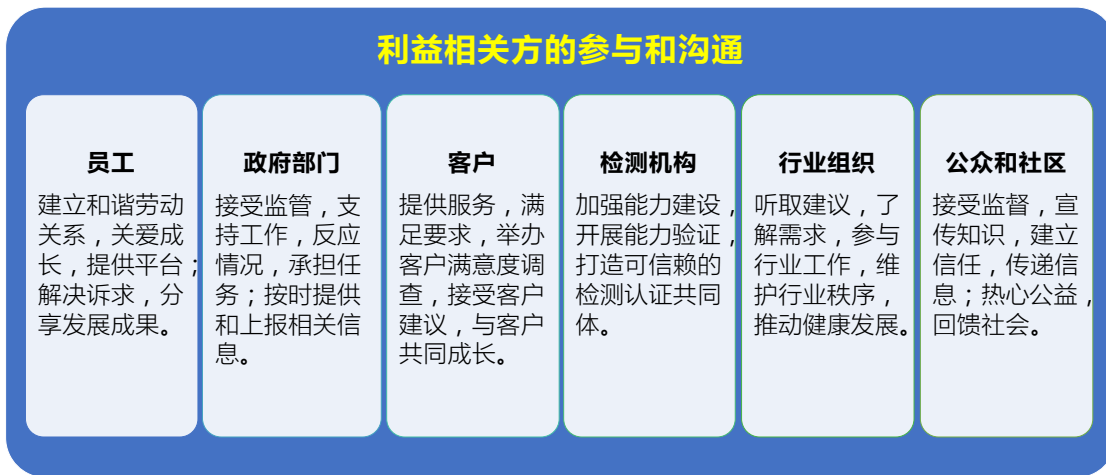 利益相关方的参与和沟通
员工
建立和谐劳动
关系，关爱成
长，提供平台；
解决诉求，分
享发展成果。
政府部门
接受监管，支
持工作，反应
情况，承担任
务；按时提供
和上报相关信
息。
客户
提供服务，满
足要求，举办
客户满意度调
查，接受客户
建议，与客户
共同成长。
检测机构
加强能力建设，
开展能力验证，
打造可信赖的
检测认证共同
体。
行业组织
听取建议，了
解需求，参与
行业工作，维
护行业秩序，
推动健康发展。
公众和社区
接受监督，宣
传知识，建立
信任，传递信
息；热心公益，
回馈社会。